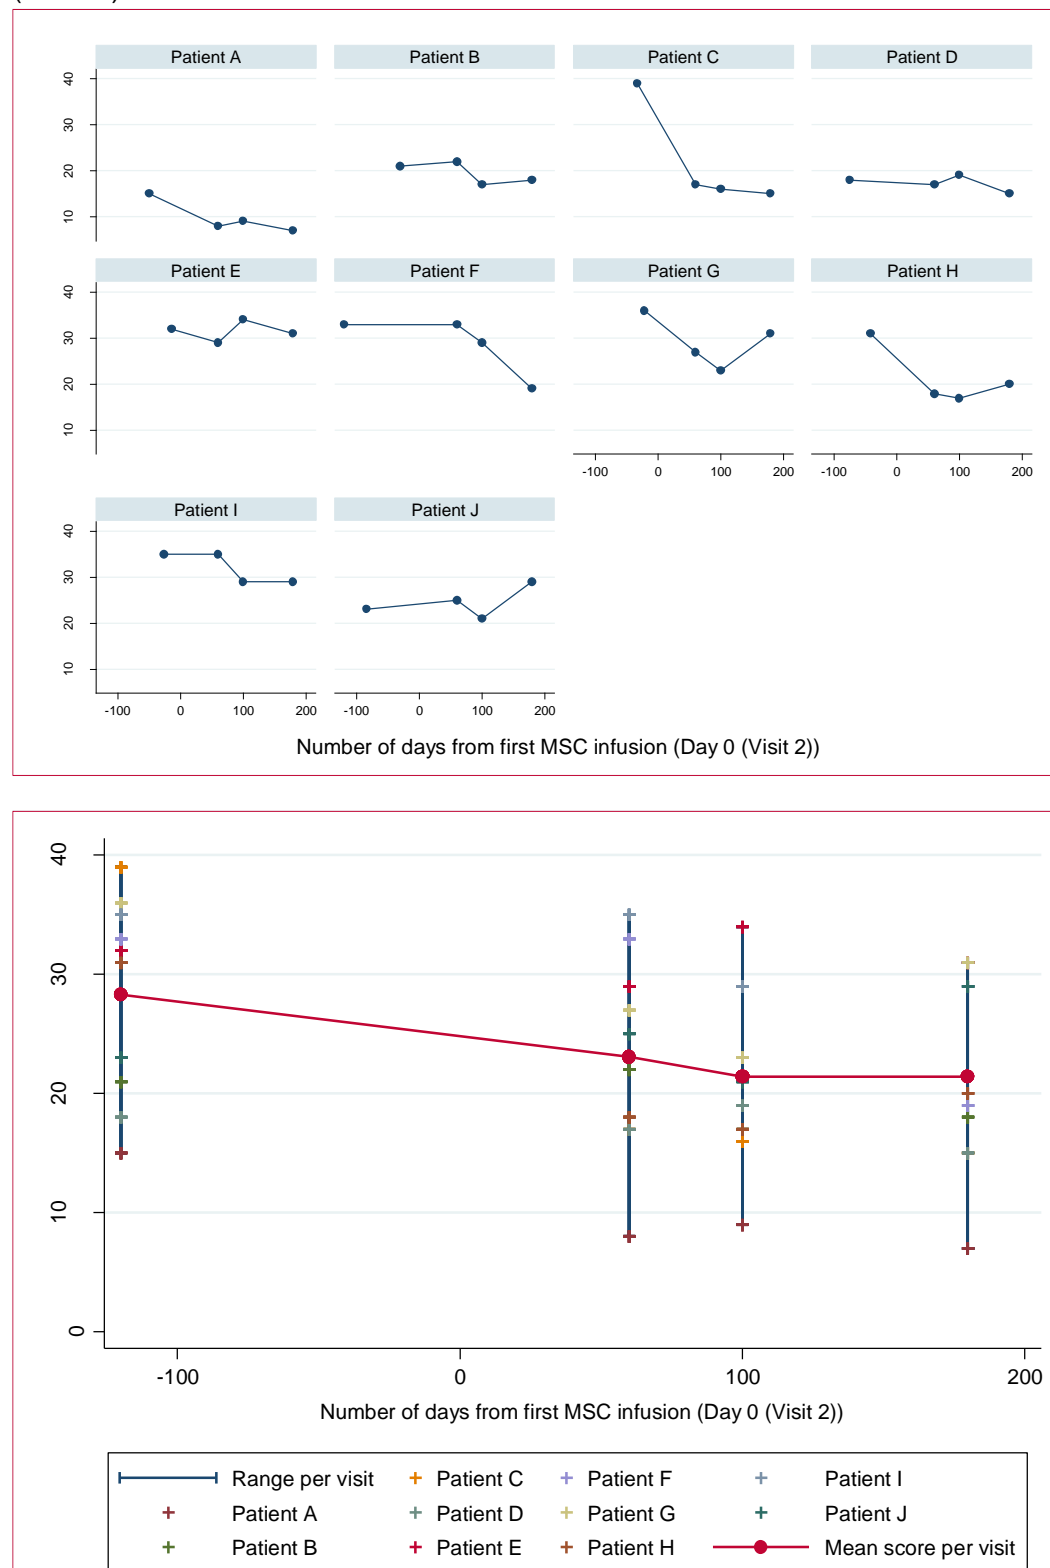 Patient A Patient B Patient C Patient D
40
30
20
10
Patient E Patient F Patient G Patient H
40
30
20
10
-100 0 100 200 -100 0 100 200
Patient I Patient J
40
30
20
10
-100 0 100 200 -100 0 100 200
Number of days from first MSC infusion (Day 0 (Visit 2))
40
30
20
10
0
-100 0 100 200
Number of days from first MSC infusion (Day 0 (Visit 2))
Range per visit Patient C Patient F Patient I
Patient A Patient D Patient G Patient J
Patient B Patient E Patient H Mean score per visit